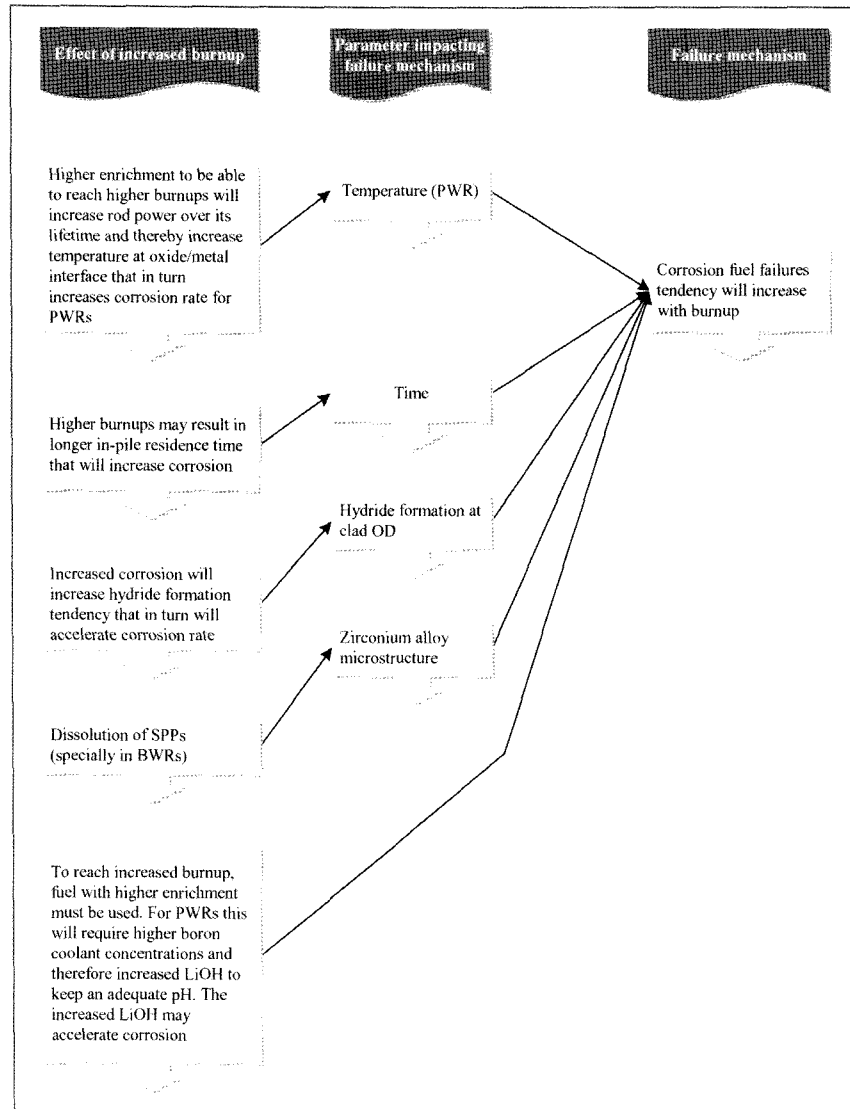 Effect of increased burnup
Parameter impacting
failure mechanism
Failure mechanism
Higher enrichment to be able
to reach higher burnups will
increase rod power over its
lifetime and thereby increase
temperature at oxide/metal
interface that in turn
increases corrosion rate for
PWRs
Temperature (PWR)
Corrosion fuel failures
tendency will increase
with burnup
Higher burnups may result in
longer in-pile residence time
that will increase corrosion
Time
Increased corrosion will
increase hydride formation
tendency that in turn will
accelerate corrosion rate
Hydride formation at
clad OD
Dissolution of SPPs
(specially in BWRs)
Zirconium alloy
microstructure
To reach increased burnup,
fuel with higher enrichment
must be used. For PWRs this
will require higher boron
coolant concentrations and
therefore increased LiOH to
keep an adequate pH. The
increased LiOH may
accelerate corrosion